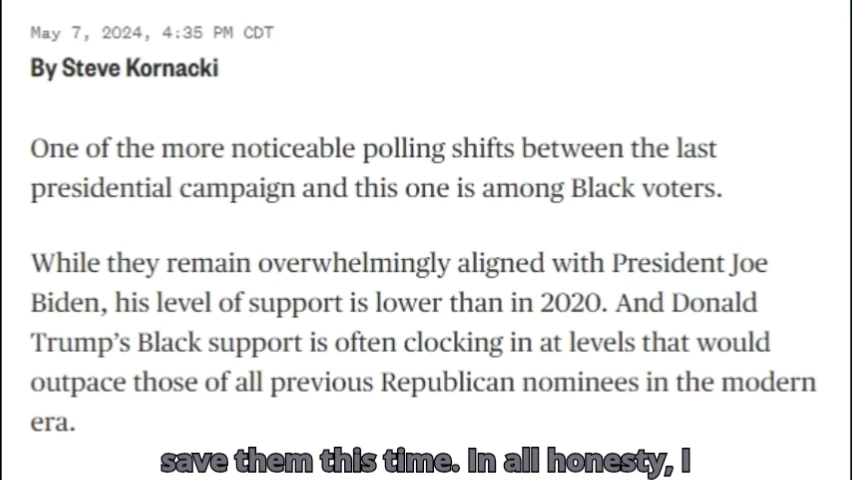 May 7, 2024, 4:35 PM CDT
By Steve Kornacki
One of the more noticeable polling shifts between the last
presidential campaign and this one is among Black voters.
While they remain overwhelmingly aligned with President Joe
Biden, his level of support is lower than in 2020. And Donald
Trump’s Black support is often clocking in at levels that would
outpace those of all previous Republican nominees in the modern
era.
save them this time. In all honesty, I